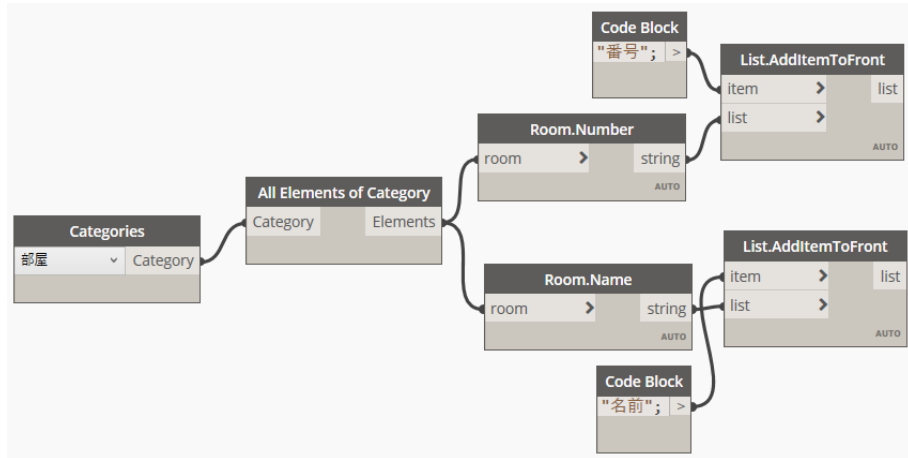 Code Block
"番号"; >
List.AddItemToFront
item > list
list >
AUTO
Room.Number
room > string
AUTO
All Elements of Category
Category Elements
Categories
部屋 Category
List.AddItemToFront
item > list
list >
AUTO
Room.Name
room > string
AUTO
Code Block
"名前"; >